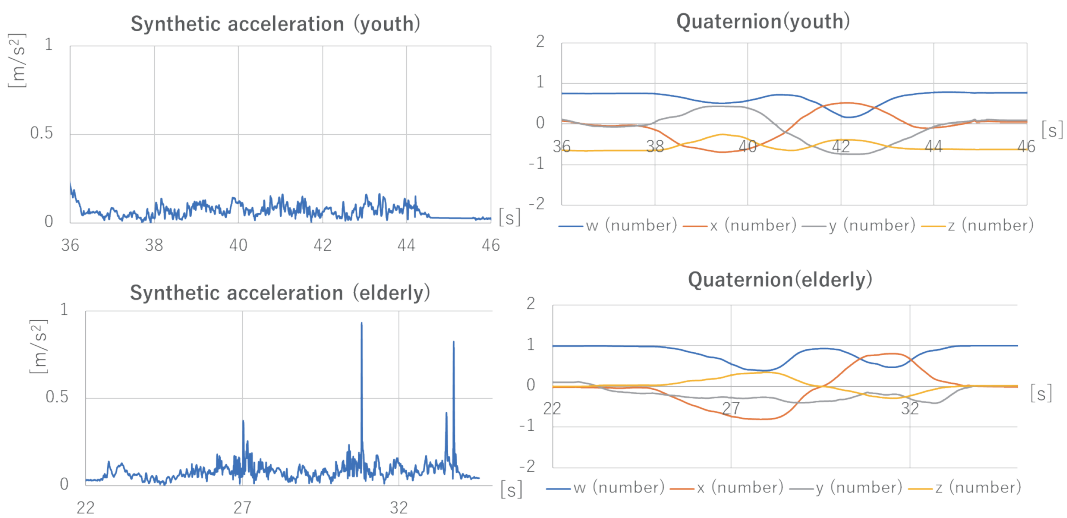 Synthetic acceleration (youth)
[m/s²]
1
0.5
0
36 38 40 42 44 46
[s]
Quaternion(youth)
2
1
0
-1
-2
36 38 40 42 44 46
[s]
w (number) x (number) y (number) z (number)
Synthetic acceleration (elderly)
[m/s²]
1
0.5
0
22 27 32
[s]
Quaternion(elderly)
2
1
0
-1
-2
22 27 32
[s]
w (number) x (number) y (number) z (number)